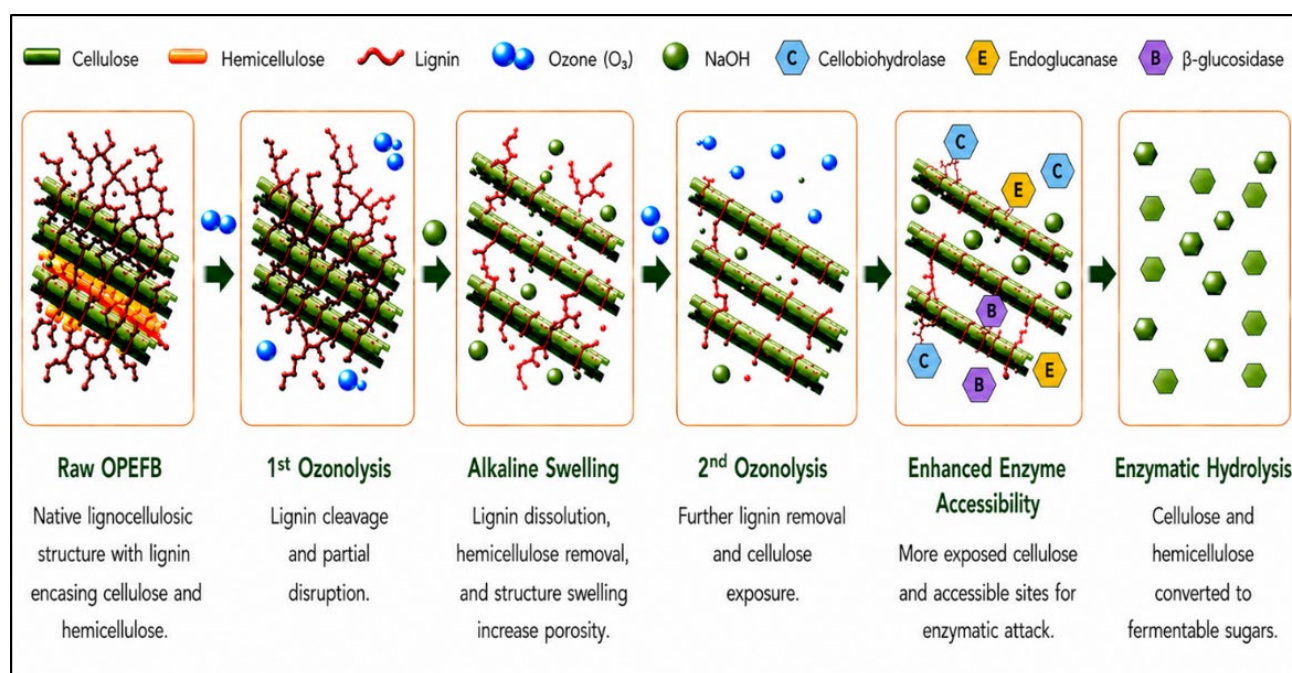 Cellulose
Hemicellulose
Lignin
Ozone (O₃)
NaOH
C Cellobiohydrolase
E Endoglucanase
B β-glucosidase
C
C
E
B
C
B
E
Raw OPEFB
Native lignocellulosic
structure with lignin
encasing cellulose and
hemicellulose.
1st Ozonolysis
Lignin cleavage
and partial
disruption.
Alkaline Swelling
Lignin dissolution,
hemicellulose removal,
and structure swelling
increase porosity.
2nd Ozonolysis
Further lignin removal
and cellulose
exposure.
Enhanced Enzyme
Accessibility
More exposed cellulose
and accessible sites for
enzymatic attack.
Enzymatic Hydrolysis
Cellulose and
hemicellulose
converted to
fermentable sugars.